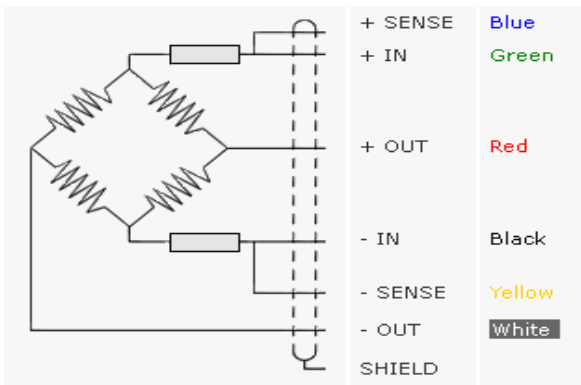 + SENSE Blue
+ IN Green
+ OUT Red
- IN Black
- SENSE Yellow
- OUT White
SHIELD